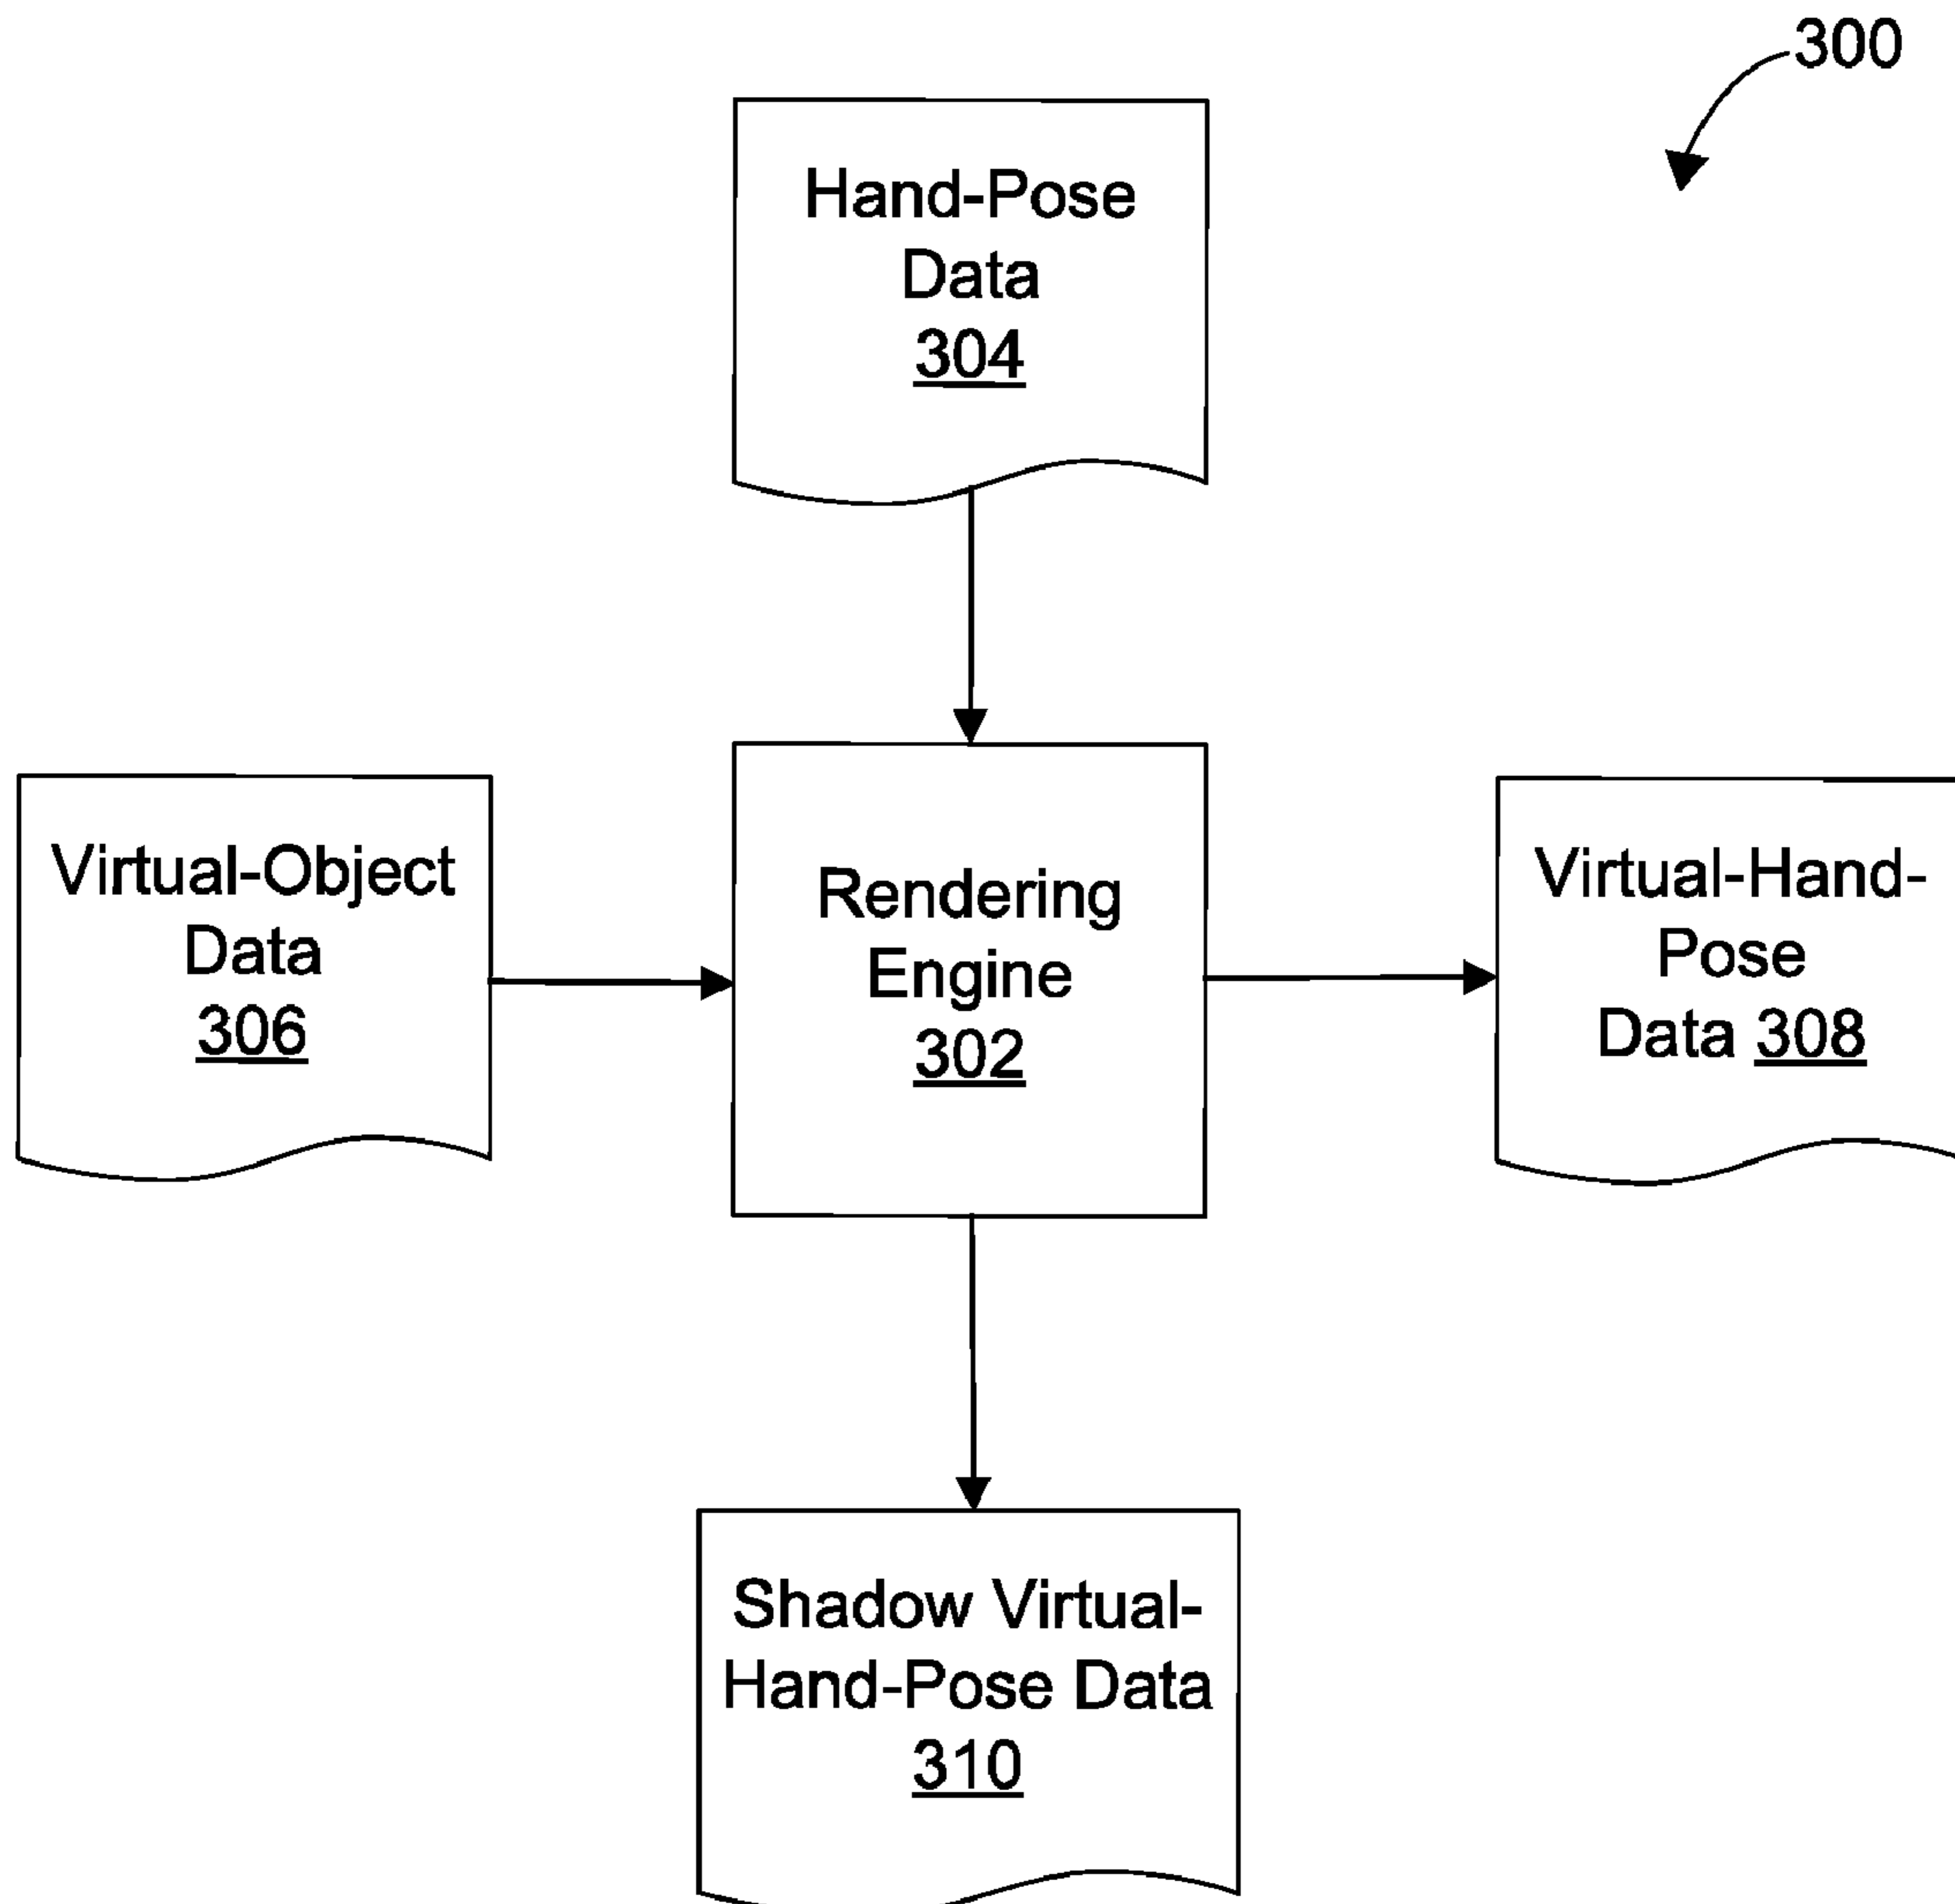 300
Hand-Pose
Data
304
Virtual-Object
Data
306
Rendering
Engine
302
Virtual-Hand-
Pose
Data 308
Shadow Virtual-
Hand-Pose Data
310